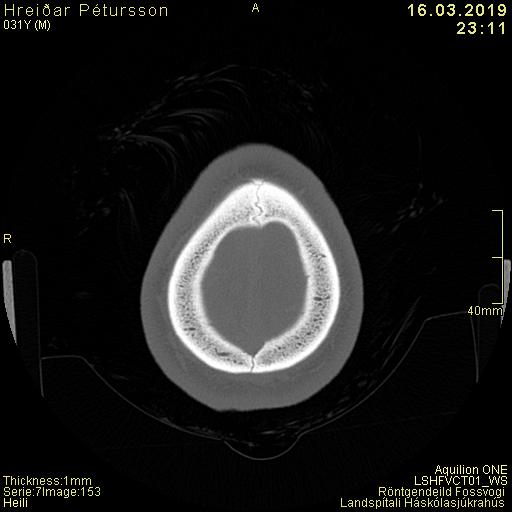 Hreiðar Pétursson
031Y (M)
A
16.03.2019
23:11
R
40mm
Thickness:1mm
Serie:7Image:153
Heili
Aquilion ONE
LSHFVCT01_WS
Röntgendeild Fossvogi
Landspítali Háskólasjúkrahús